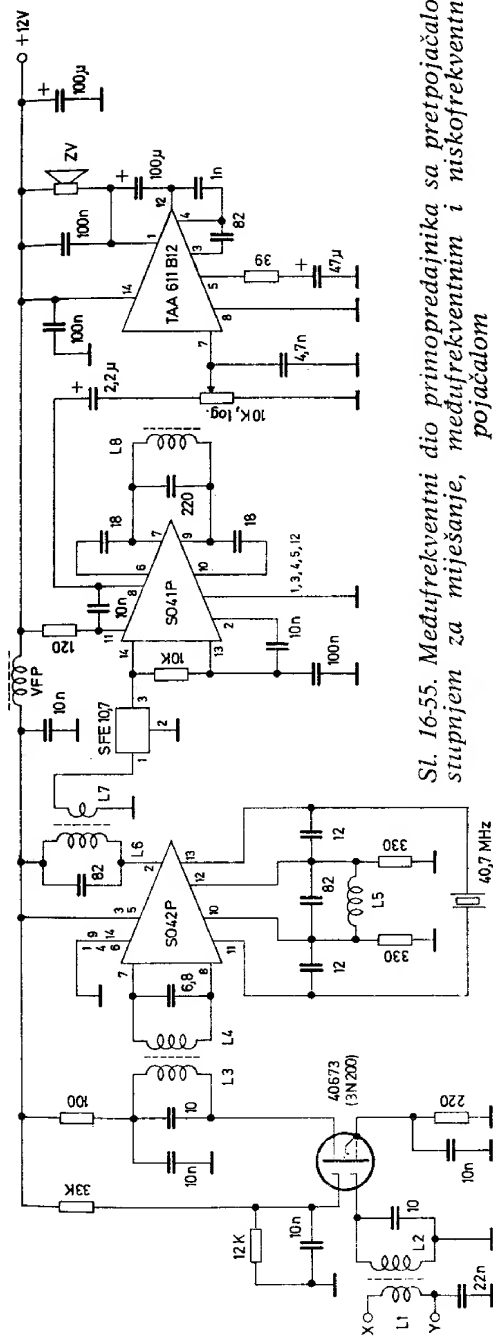 +12V
100µ
ZV
100n
100µ
1n
12
4
1
14
3
82
TAA 611 B12
5
39
47µ
7
8
100n
2,2µ
4,7n
10K, log.
L8
220
18
18
6
7
8
9
10
SO41P
11
14
13
2
1,3,4,5,12
10n
120
10K
10n
100n
VFP
10n
SFE 10,7
1
2
3
L7
L6
82
SO42P
2
3
5
1
4
6
9
14
7
8
10
11
12
13
12
82
12
L5
330
330
40,7 MHz
6,8
L4
L3
100
10
10n
33K
12K
10n
40673
(3N200)
220
10n
10
L2
L1
22n
X
Y
Sl. 16-55. Međufrekventni dio primopredajnika sa pretpojačalo
stupnjem za miješanje, međufrekventnim i niskofrekventn
pojačalom